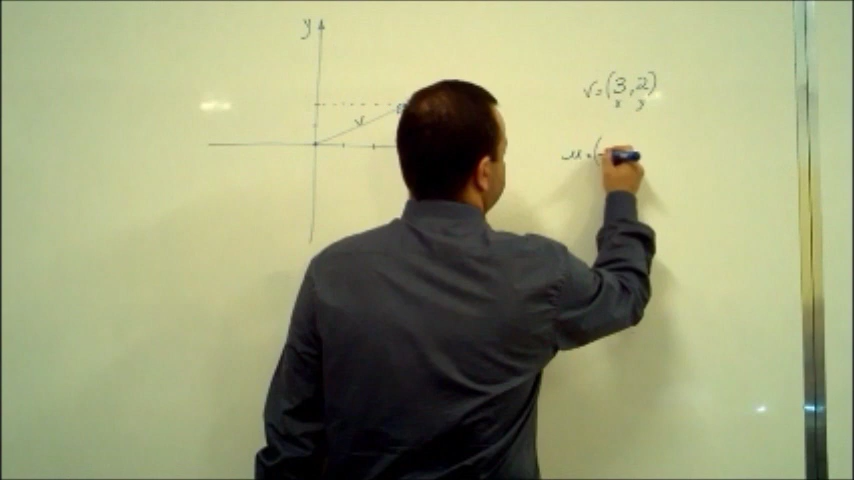 y
v
v=(3,2)
x y
u=(-